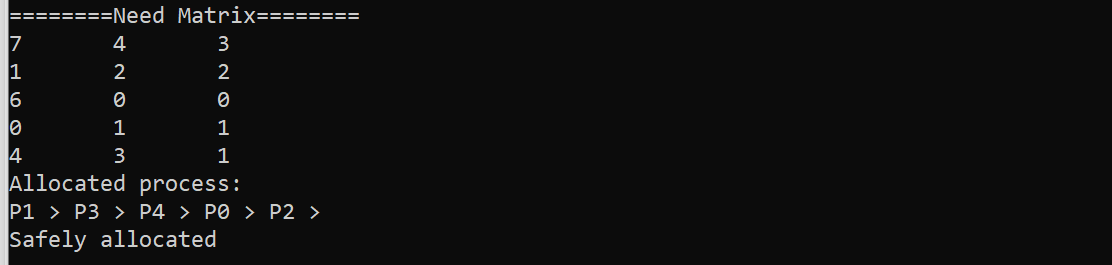 ========Need Matrix========
7 4 3
1 2 2
6 0 0
0 1 1
4 3 1
Allocated process:
P1 > P3 > P4 > P0 > P2 >
Safely allocated